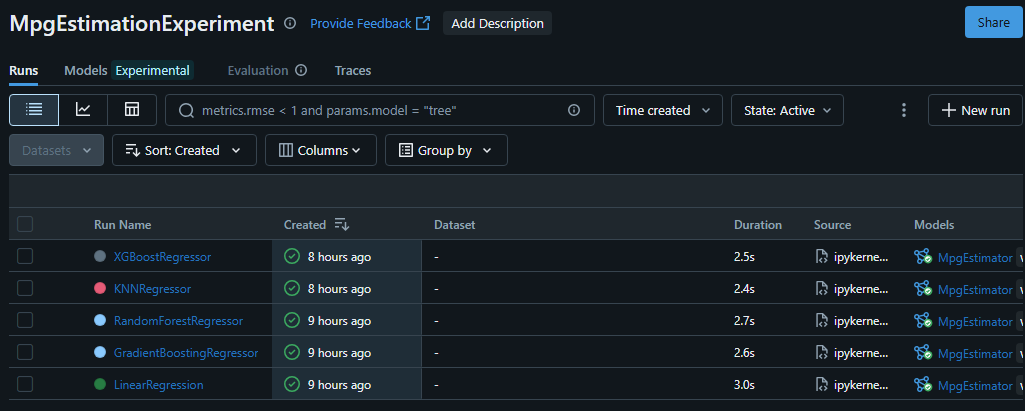 MpgEstimationExperiment Provide Feedback Add Description Share
Runs Models Experimental Evaluation Traces
metrics.rmse < 1 and params.model = "tree" Time created State: Active New run
Datasets Sort: Created Columns Group by
Run Name Created Dataset Duration Source Models
XGBoostRegressor 8 hours ago - 2.5s ipykerne... MpgEstimator
KNNRegressor 8 hours ago - 2.4s ipykerne... MpgEstimator
RandomForestRegressor 9 hours ago - 2.7s ipykerne... MpgEstimator
GradientBoostingRegressor 9 hours ago - 2.6s ipykerne... MpgEstimator
LinearRegression 9 hours ago - 3.0s ipykerne... MpgEstimator